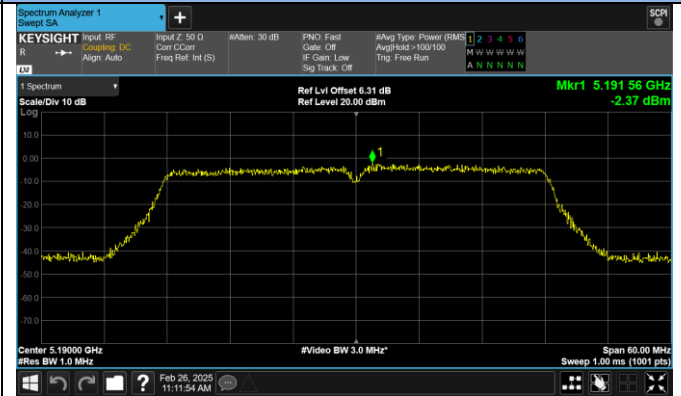 Spectrum Analyzer 1
Swept SA
+
SCPI
KEYSIGHT
R
LXI
Input: RF
Coupling: DC
Align: Auto
Input Z: 50 Ω
Corr CCorr
Freq Ref: Int (S)
#Atten: 30 dB
PNO: Fast
Gate: Off
IF Gain: Low
Sig Track: Off
#Avg Type: Power (RMS
Avg|Hold:>100/100
Trig: Free Run
1 2 3 4 5 6
M W W W W W
A N N N N N
1 Spectrum
Scale/Div 10 dB
Log
Ref Lvl Offset 6.31 dB
Ref Level 20.00 dBm
Mkr1 5.191 56 GHz
-2.37 dBm
10.0
0.00
1
-10.0
-20.0
-30.0
-40.0
-50.0
-60.0
-70.0
Center 5.19000 GHz
#Res BW 1.0 MHz
#Video BW 3.0 MHz*
Span 60.00 MHz
Sweep 1.00 ms (1001 pts)
?
Feb 26, 2025
11:11:54 AM